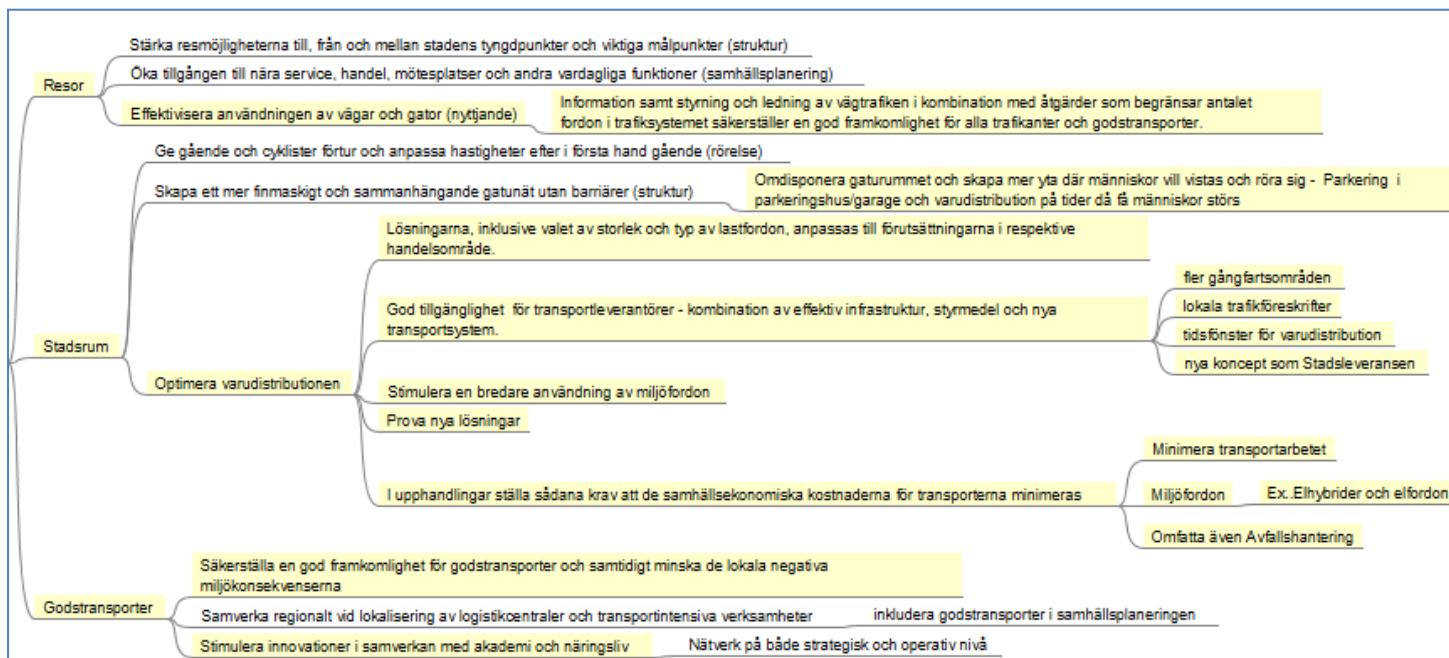 Resor
Stärka resmöjligheterna till, från och mellan stadens tyngdpunkter och viktiga målpunkter (struktur)
Öka tillgången till nära service, handel, mötesplatser och andra vardagliga funktioner (samhällsplanering)
Effektivisera användningen av vägar och gator (nyttjande)
Information samt styrning och ledning av vägtrafiken i kombination med åtgärder som begränsar antalet
fordon i trafiksystemet säkerställer en god framkomlighet för alla trafikanter och godstransporter.
Stadsrum
Ge gående och cyklister förtur och anpassa hastigheter efter i första hand gående (rörelse)
Skapa ett mer finmaskigt och sammanhängande gatunät utan barriärer (struktur)
Omdisponera gaturummet och skapa mer yta där människor vill vistas och röra sig - Parkering i
parkeringshus/garage och varudistribution på tider då få människor störs
Optimera varudistributionen
Lösningarna, inklusive valet av storlek och typ av lastfordon, anpassas till förutsättningarna i respektive
handelsområde.
God tillgänglighet för transportleverantörer - kombination av effektiv infrastruktur, styrmedel och nya
transportsystem.
fler gångfartsområden
lokala trafikföreskrifter
tidsfönster för varudistribution
nya koncept som Stadsleveransen
Stimulera en bredare användning av miljöfordon
Prova nya lösningar
I upphandlingar ställa sådana krav att de samhällsekonomiska kostnaderna för transporterna minimeras
Minimera transportarbetet
Miljöfordon
Ex..Elhybrider och elfordon
Omfatta även Avfallshantering
Godstransporter
Säkerställa en god framkomlighet för godstransporter och samtidigt minska de lokala negativa
miljökonsekvenserna
Samverka regionalt vid lokalisering av logistikcentraler och transportintensiva verksamheter
inkludera godstransporter i samhällsplaneringen
Stimulera innovationer i samverkan med akademi och näringsliv
Nätverk på både strategisk och operativ nivå